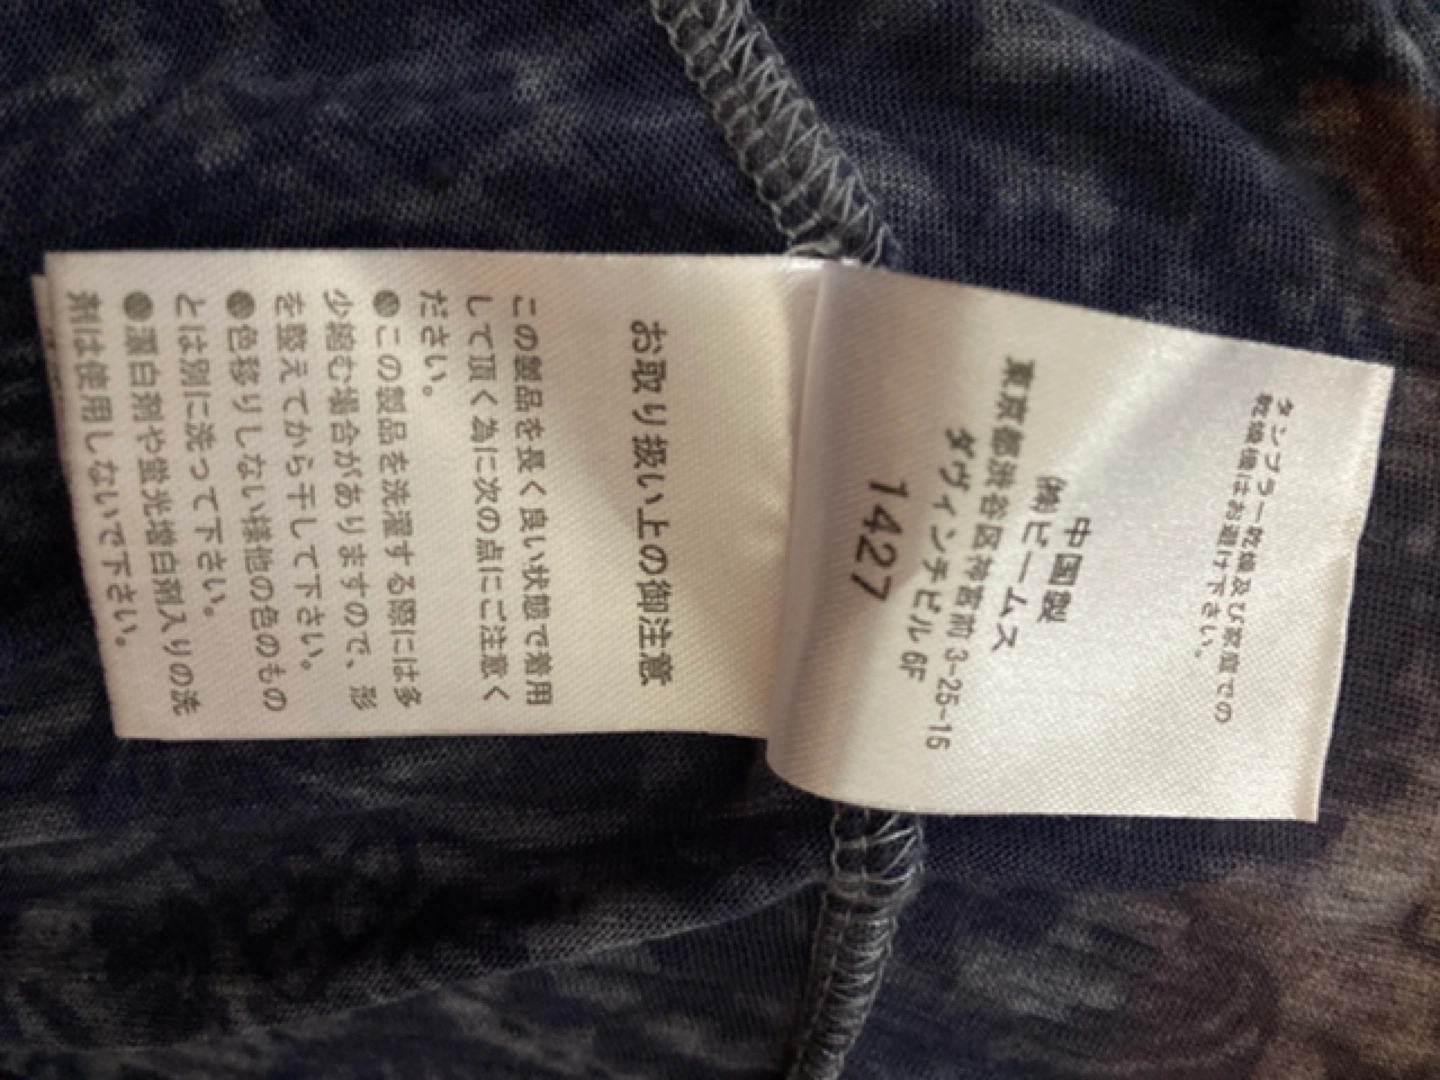 お取り扱い上の御注意
この製品を長く良い状態で着用
して頂く為に次の点にご注意く
ださい。
●この製品を洗濯する際には多
少縮む場合がありますので、形
を整えてから干して下さい。
●色移りしない様他の色のもの
とは別に洗って下さい。
●漂白剤や蛍光増白剤入りの洗
剤は使用しないで下さい。
タンブラー乾燥及び高温での
乾燥機はお避け下さい。
中国製
㈱ビームス
東京都渋谷区神宮前3-25-15
ダヴィンチビル6F
1427